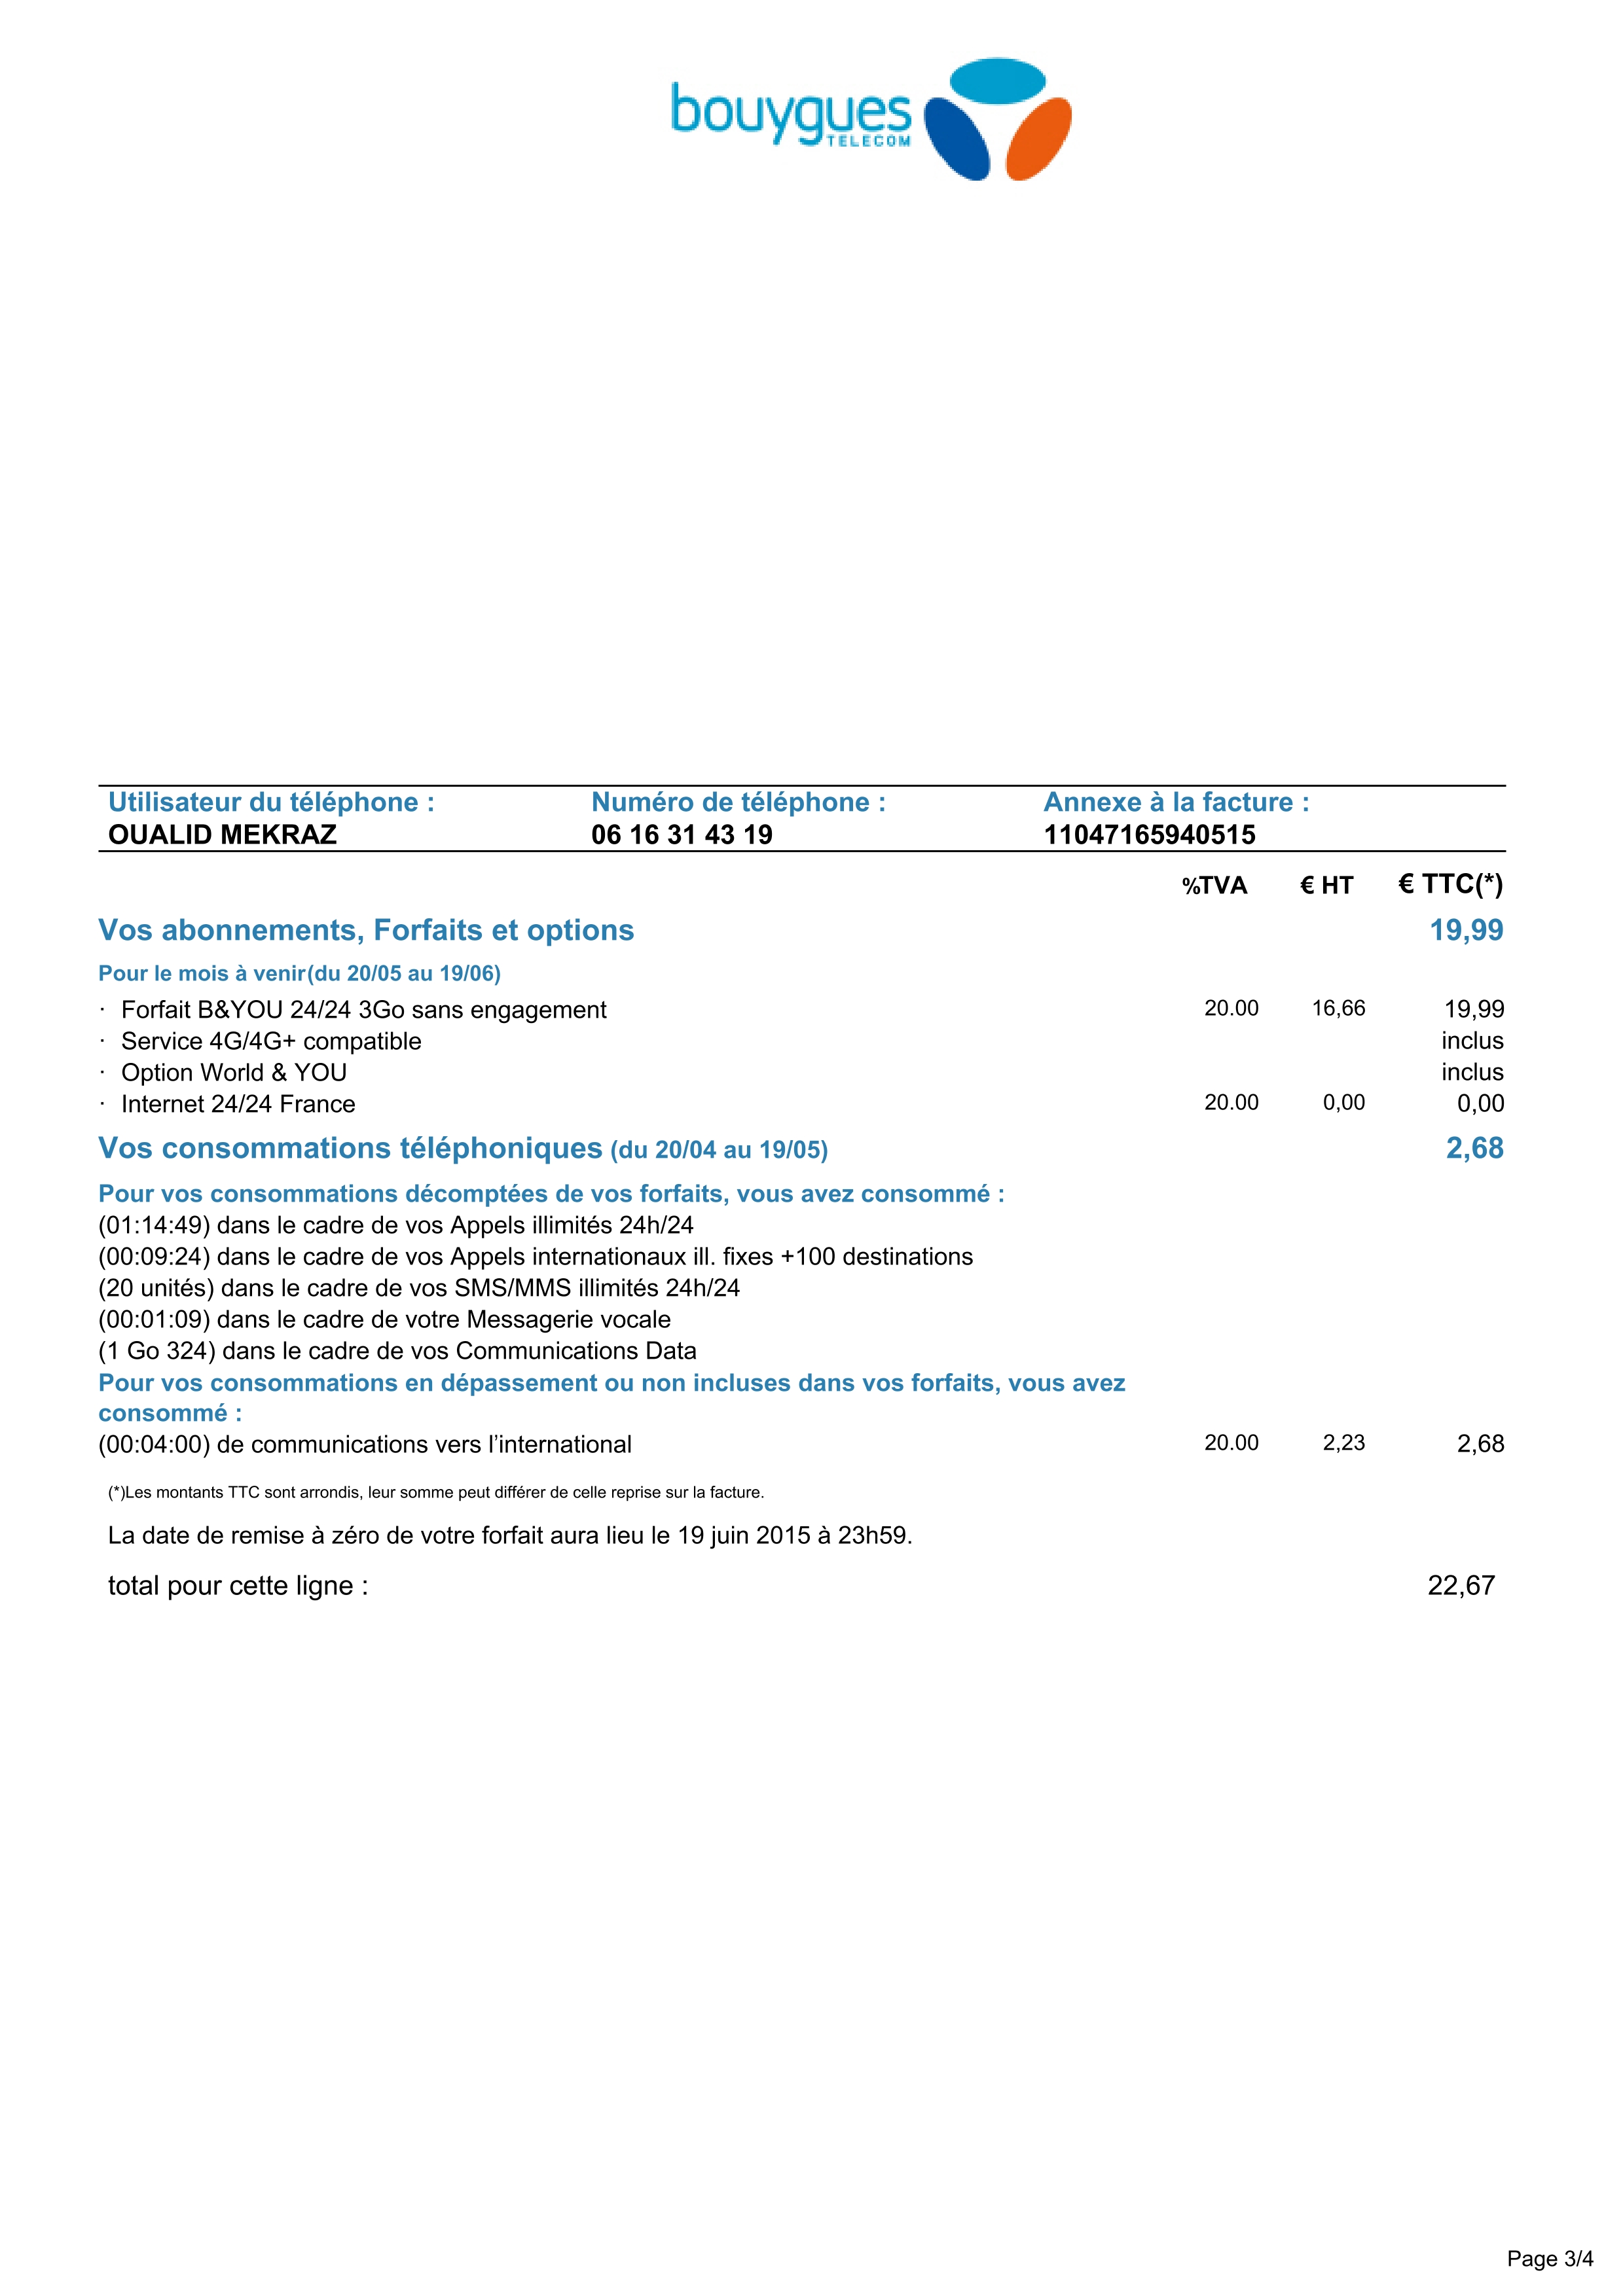 bouygues
TELECOM
Utilisateur du téléphone : Numéro de téléphone : Annexe à la facture :
OUALID MEKRAZ 06 16 31 43 19 11047165940515
%TVA € HT € TTC(*)
Vos abonnements, Forfaits et options 19,99
Pour le mois à venir(du 20/05 au 19/06)
· Forfait B&YOU 24/24 3Go sans engagement 20.00 16,66 19,99
· Service 4G/4G+ compatible inclus
· Option World & YOU inclus
· Internet 24/24 France 20.00 0,00 0,00
Vos consommations téléphoniques (du 20/04 au 19/05) 2,68
Pour vos consommations décomptées de vos forfaits, vous avez consommé :
(01:14:49) dans le cadre de vos Appels illimités 24h/24
(00:09:24) dans le cadre de vos Appels internationaux ill. fixes +100 destinations
(20 unités) dans le cadre de vos SMS/MMS illimités 24h/24
(00:01:09) dans le cadre de votre Messagerie vocale
(1 Go 324) dans le cadre de vos Communications Data
Pour vos consommations en dépassement ou non incluses dans vos forfaits, vous avez
consommé :
(00:04:00) de communications vers l’international 20.00 2,23 2,68
(*)Les montants TTC sont arrondis, leur somme peut différer de celle reprise sur la facture.
La date de remise à zéro de votre forfait aura lieu le 19 juin 2015 à 23h59.
total pour cette ligne : 22,67
Page 3/4